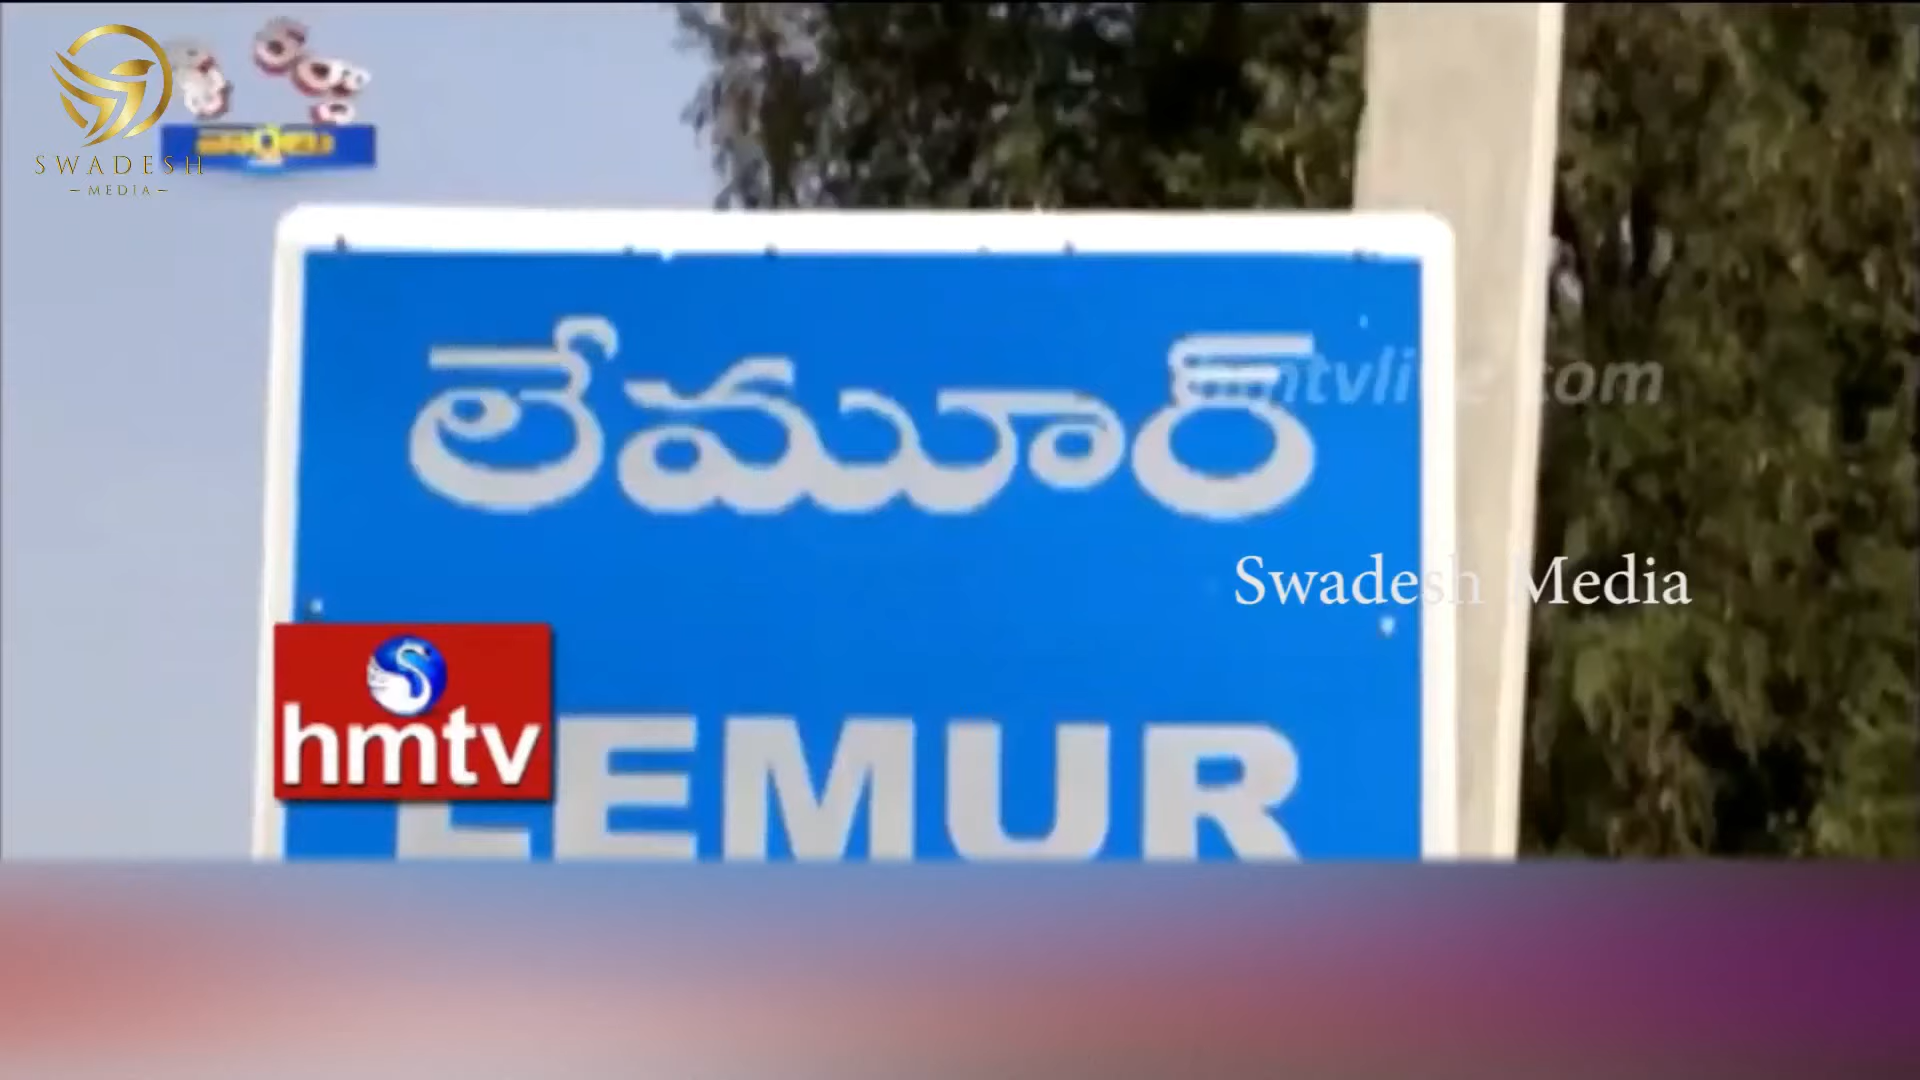 SWADESH
MEDIA
లేమూర్
hmtvlive.com
Swadesh Media
hmtv
LEMUR